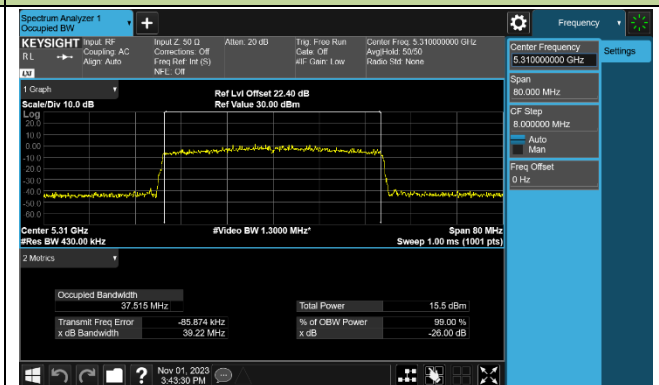 Spectrum Analyzer 1
Occupied BW
+
Frequency
KEYSIGHT
RL
LXI
Input: RF
Coupling: AC
Align: Auto
Input Z: 50 Ω
Corrections: Off
Freq Ref: Int (S)
NFE: Off
Atten: 20 dB
Trig: Free Run
Gate: Off
#IF Gain: Low
Center Freq: 5.310000000 GHz
Avg|Hold: 50/50
Radio Std: None
Center Frequency
5.310000000 GHz
Settings
Span
80.000 MHz
CF Step
8.000000 MHz
Auto
Man
Freq Offset
0 Hz
1 Graph
Scale/Div 10.0 dB
Ref Lvl Offset 22.40 dB
Ref Value 30.00 dBm
Log
20.0
10.0
0.00
-10.0
-20.0
-30.0
-40.0
-50.0
-60.0
Center 5.31 GHz
#Res BW 430.00 kHz
#Video BW 1.3000 MHz*
Span 80 MHz
Sweep 1.00 ms (1001 pts)
2 Metrics
Occupied Bandwidth
37.515 MHz
Total Power 15.5 dBm
Transmit Freq Error -85.874 kHz
% of OBW Power 99.00 %
x dB Bandwidth 39.22 MHz
x dB -26.00 dB
?
Nov 01, 2023
3:43:30 PM